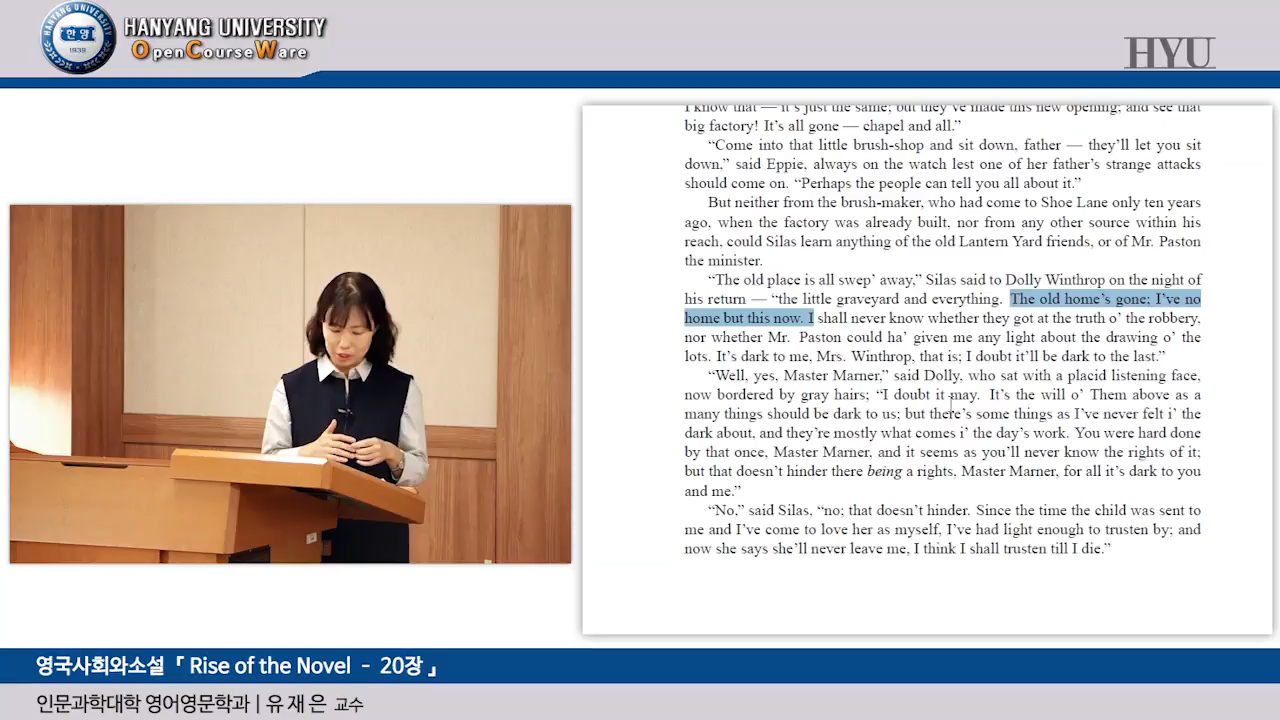 HANYANG UNIVERSITY
OpenCourseWare
HANYANG UNIVERSITY
한양
1939
HYU
I know that — it's just the same; but they've made this new opening; and see that
big factory! It's all gone — chapel and all.”
“Come into that little brush-shop and sit down, father — they'll let you sit
down,” said Eppie, always on the watch lest one of her father's strange attacks
should come on. “Perhaps the people can tell you all about it.”
But neither from the brush-maker, who had come to Shoe Lane only ten years
ago, when the factory was already built, nor from any other source within his
reach, could Silas learn anything of the old Lantern Yard friends, or of Mr. Paston
the minister.
“The old place is all swep' away,” Silas said to Dolly Winthrop on the night of
his return — “the little graveyard and everything. The old home's gone; I've no
home but this now. I shall never know whether they got at the truth o' the robbery,
nor whether Mr. Paston could ha' given me any light about the drawing o' the
lots. It's dark to me, Mrs. Winthrop, that is; I doubt it'll be dark to the last.”
“Well, yes, Master Marner,” said Dolly, who sat with a placid listening face,
now bordered by gray hairs; “I doubt it may. It's the will o' Them above as a
many things should be dark to us; but there's some things as I've never felt i' the
dark about, and they're mostly what comes i' the day's work. You were hard done
by that once, Master Marner, and it seems as you'll never know the rights of it;
but that doesn't hinder there being a rights, Master Marner, for all it's dark to you
and me.”
“No,” said Silas, “no; that doesn't hinder. Since the time the child was sent to
me and I've come to love her as myself, I've had light enough to trusten by; and
now she says she'll never leave me, I think I shall trusten till I die.”
영국사회와소설 「 Rise of the Novel - 20장 」
인문과학대학 영어영문학과 | 유 재 은 교수